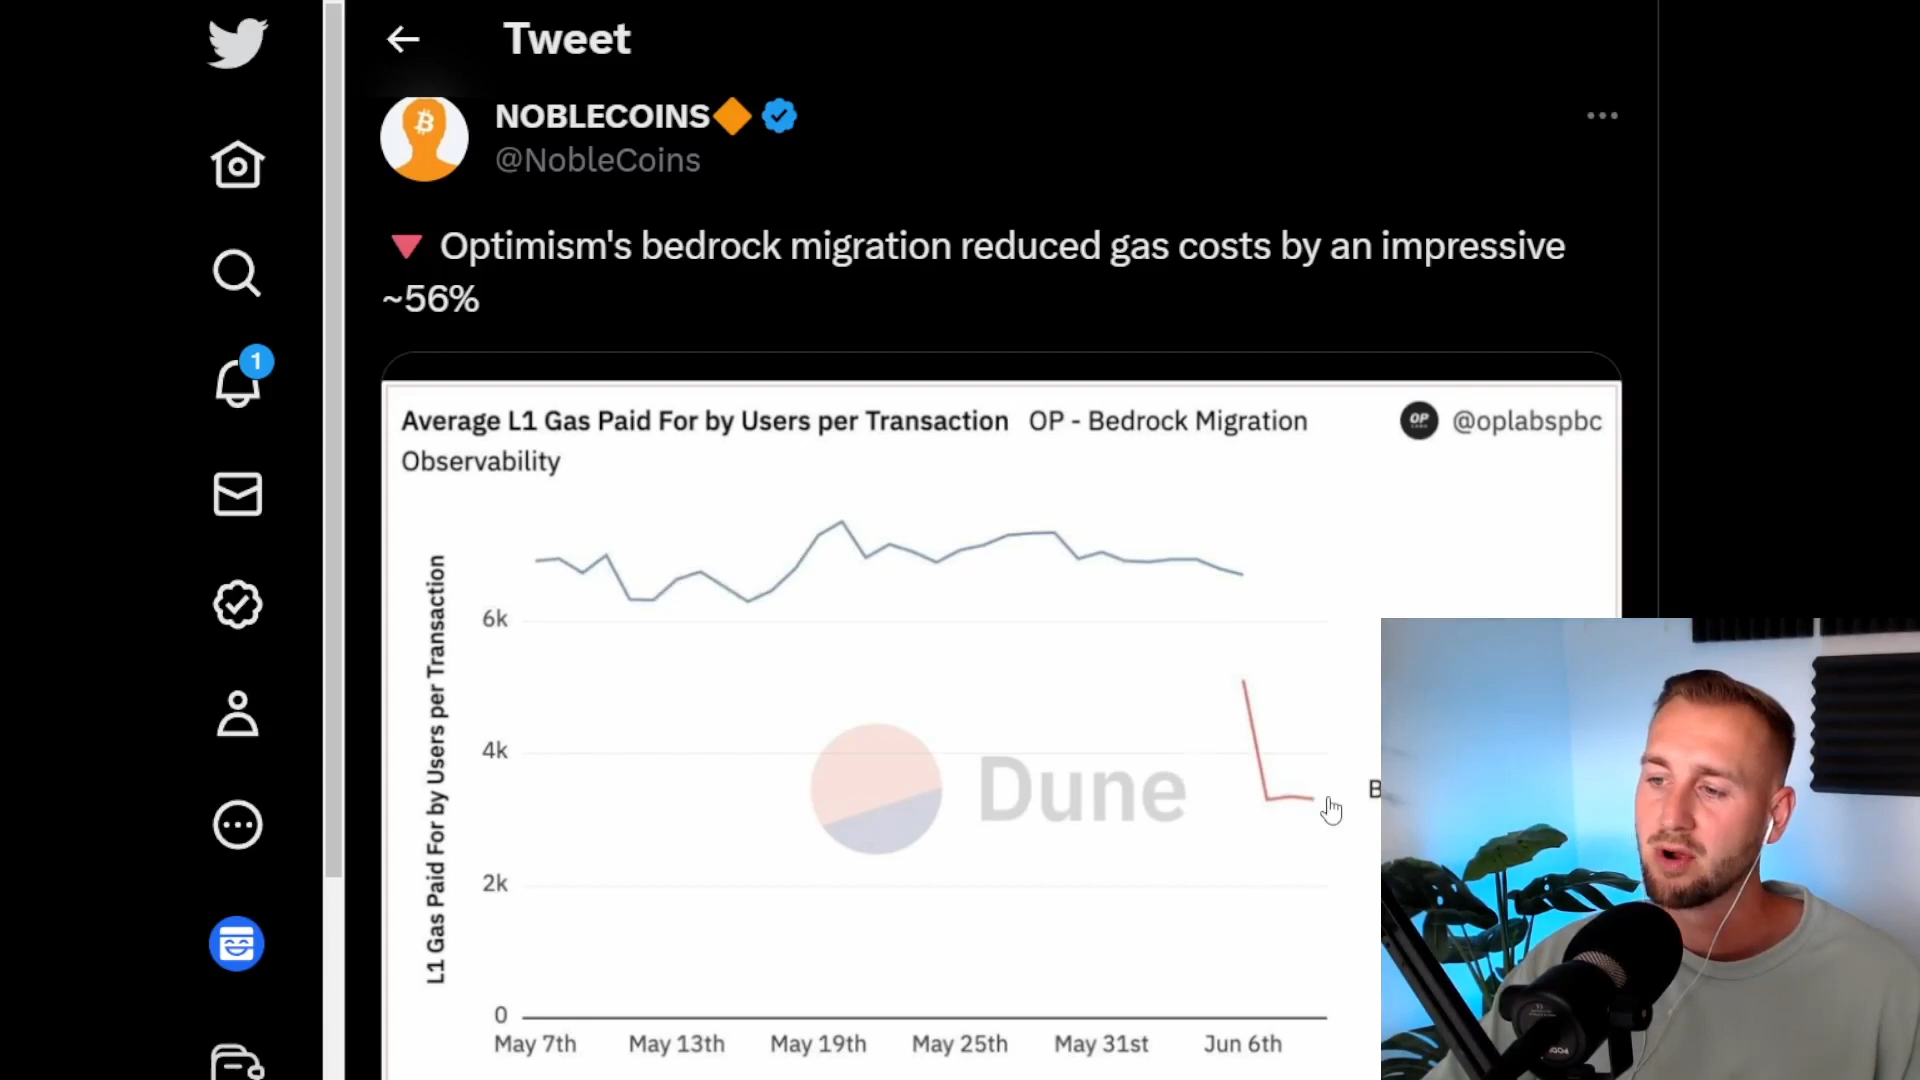 Tweet
NOBLECOINS
@NobleCoins
1
Optimism's bedrock migration reduced gas costs by an impressive
~56%
Average L1 Gas Paid For by Users per Transaction OP - Bedrock Migration
Observability
OP
@oplabspbc
L1 Gas Paid For by Users per Transaction
6k
4k
2k
0
Dune
B
May 7th May 13th May 19th May 25th May 31st Jun 6th